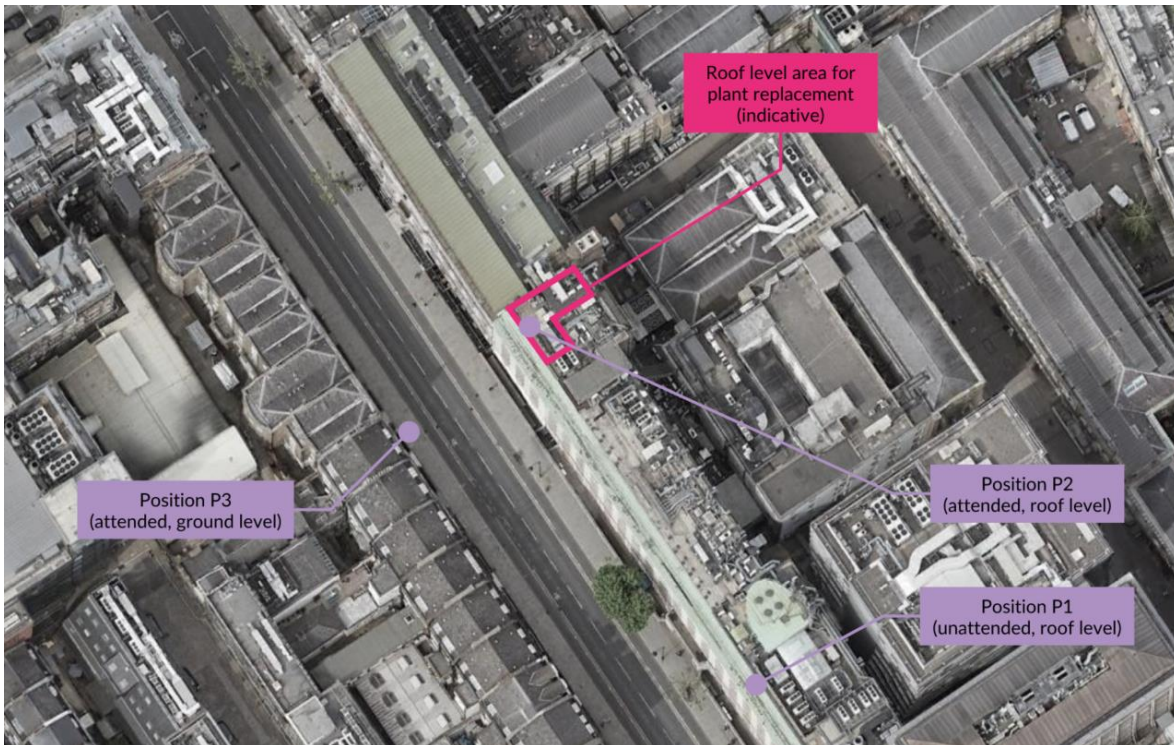 Roof level area for
plant replacement
(indicative)
Position P3
(attended, ground level)
Position P2
(attended, roof level)
Position P1
(unattended, roof level)